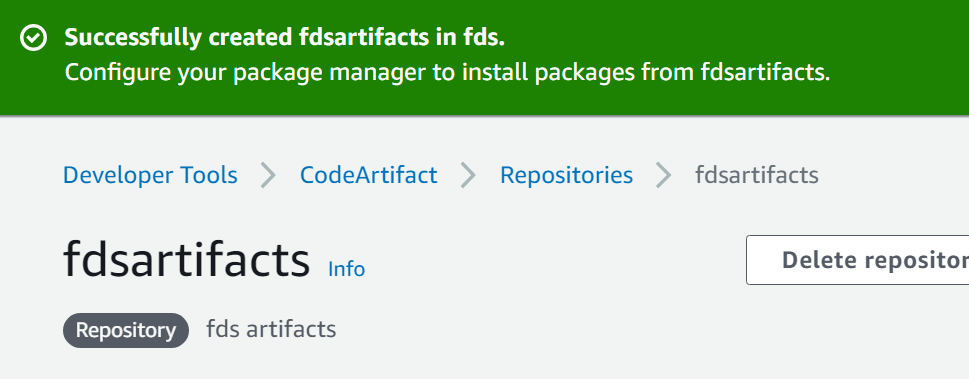 Successfully created fdsartifacts in fds.
Configure your package manager to install packages from fdsartifacts.
Developer Tools CodeArtifact Repositories fdsartifacts
fdsartifacts Info
Delete repositor
Repository fds artifacts